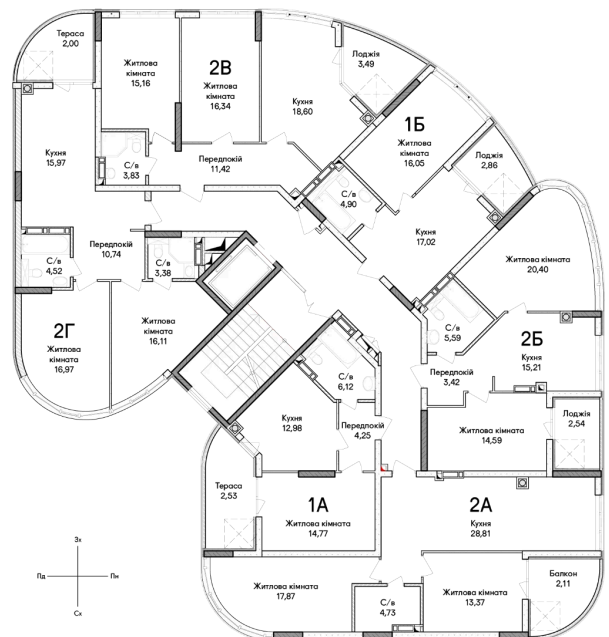 Тераса
2,00
Житлова
кімната
15,16
2В
Житлова
кімната
16,34
Кухня
18,60
Лоджія
3,49
1Б
Житлова
кімната
16,05
Лоджія
2,86
Кухня
15,97
С/в
3,83
Передпокій
11,42
С/в
4,90
Кухня
17,02
Житлова кімната
20,40
С/в
4,52
Передпокій
10,74
С/в
3,38
2Г
Житлова
кімната
16,97
Житлова
кімната
16,11
С/в
5,59
2Б
Кухня
15,21
Передпокій
3,42
С/в
6,12
Кухня
12,98
Передпокій
4,25
Житлова кімната
14,59
Лоджія
2,54
Тераса
2,53
1А
Житлова кімната
14,77
2А
Кухня
28,81
Житлова кімната
17,87
С/в
4,73
Житлова кімната
13,37
Балкон
2,11
Зх
Пд
Пн
Сх